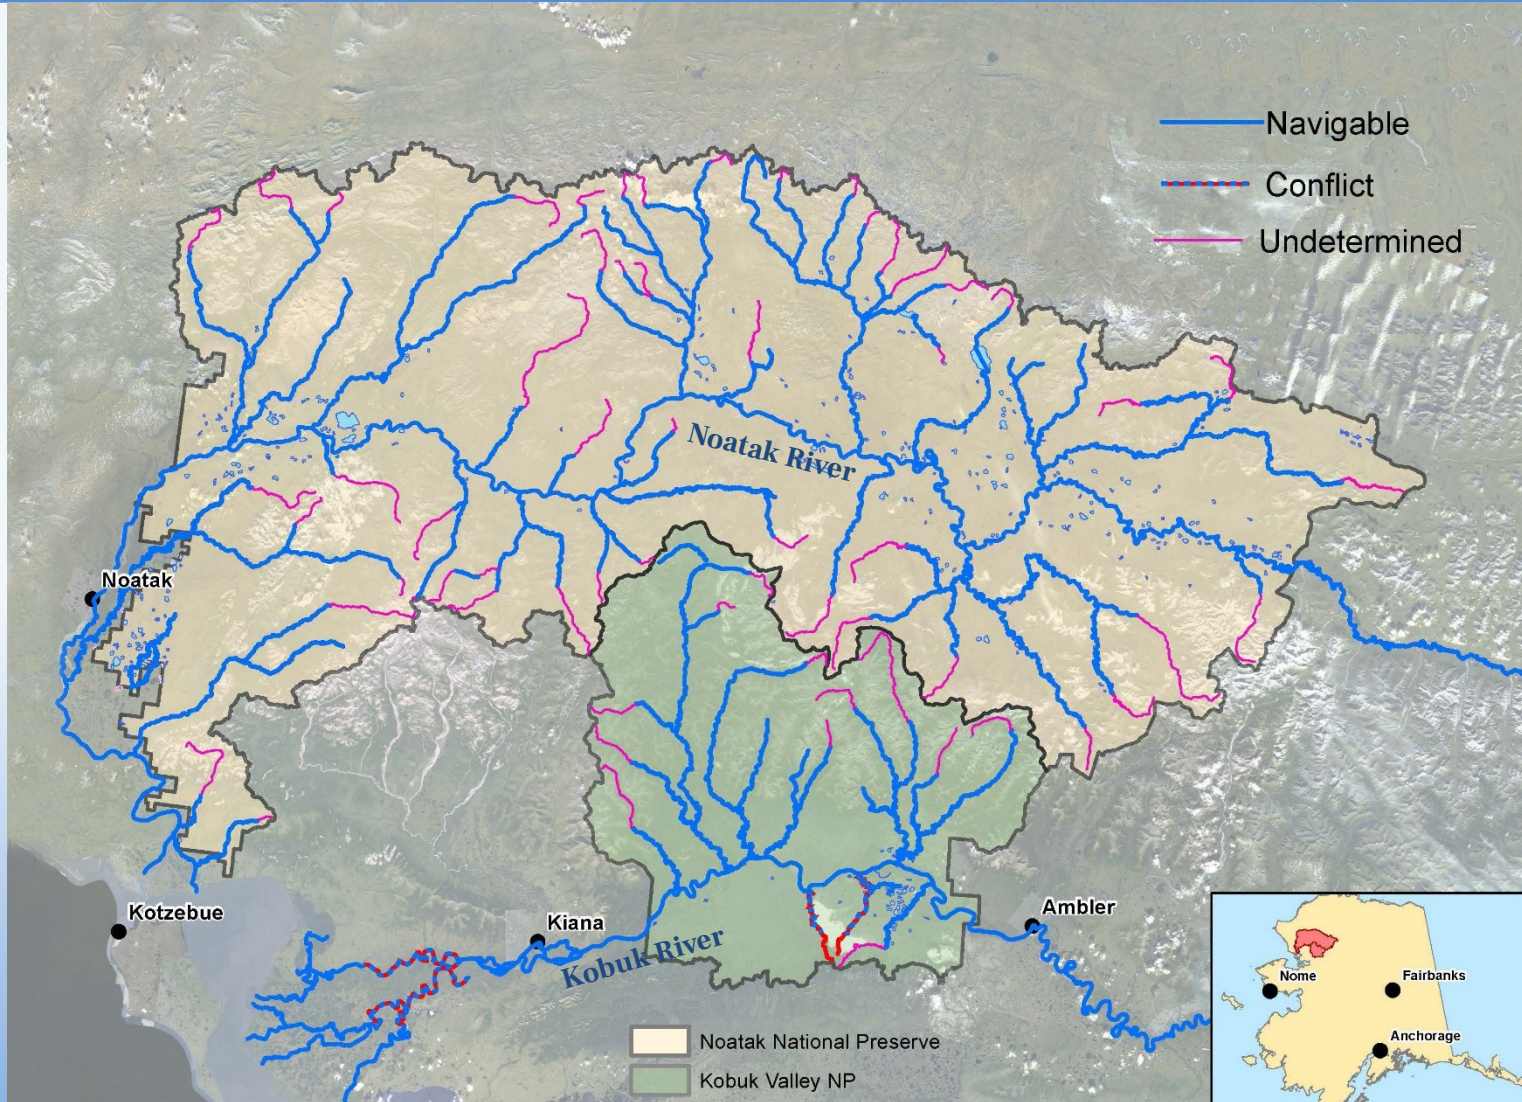 Navigable
Conflict
Undetermined
Noatak River
Noatak
Kotzebue
Kiana
Ambler
Kobuk River
Noatak National Preserve
Kobuk Valley NP
Nome
Fairbanks
Anchorage